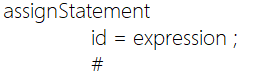 assignStatement
id = expression ;
#